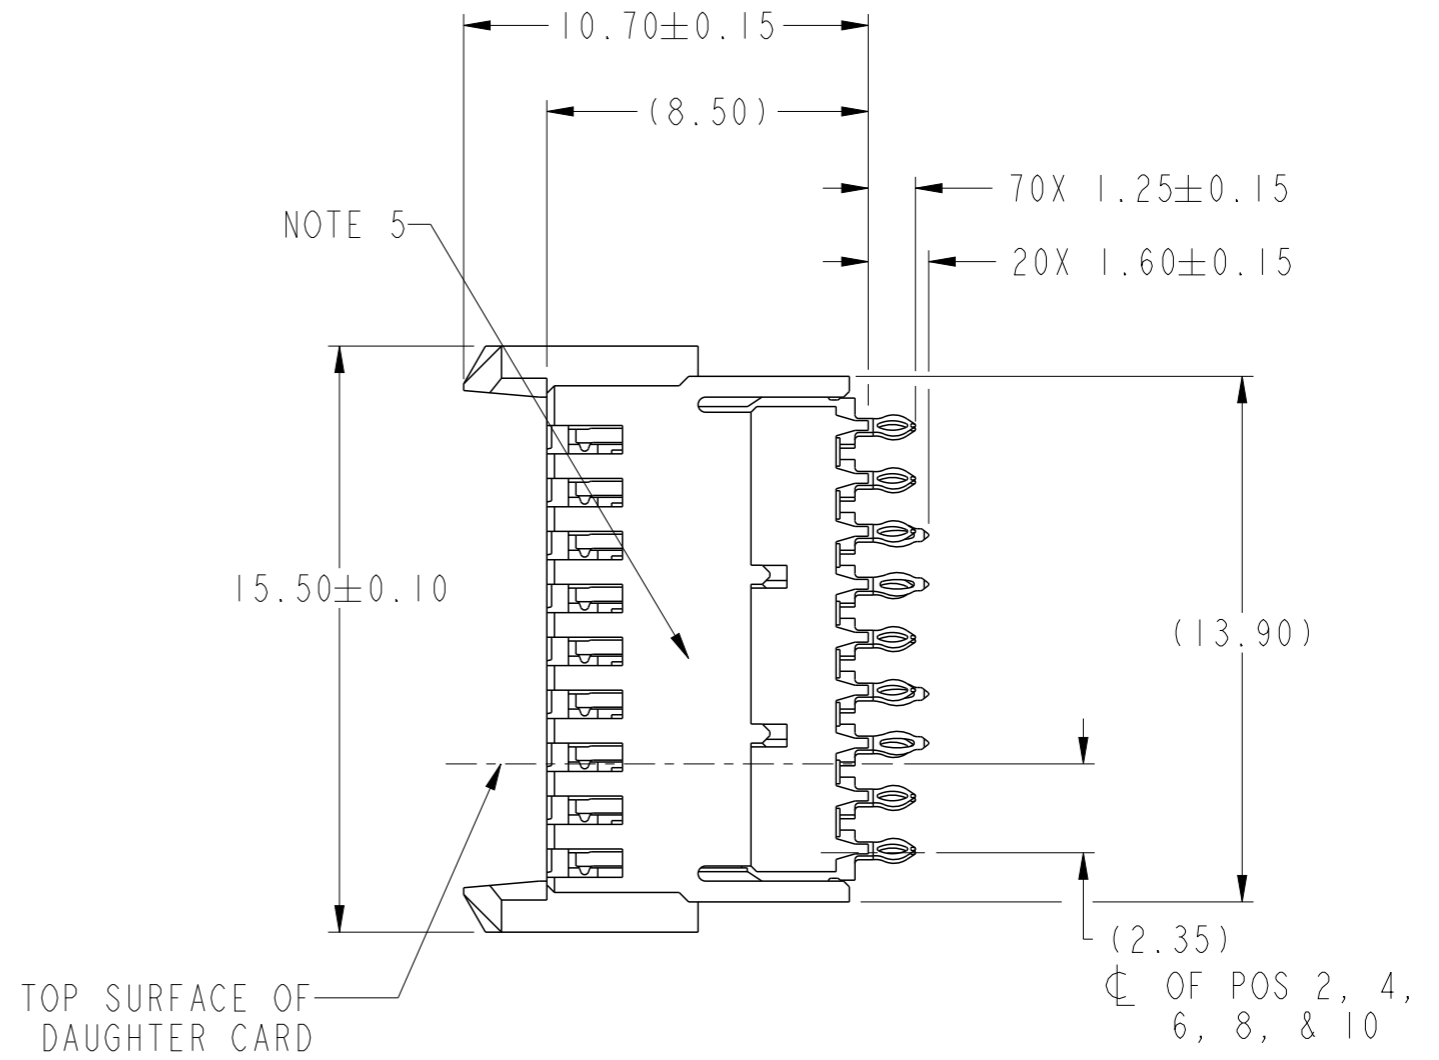 10.70±0.15
(8.50)
70X 1.25±0.15
NOTE 5
20X 1.60±0.15
15.50±0.10
(13.90)
(2.35)
℄ OF POS 2, 4,
6, 8, & 10
TOP SURFACE OF
DAUGHTER CARD